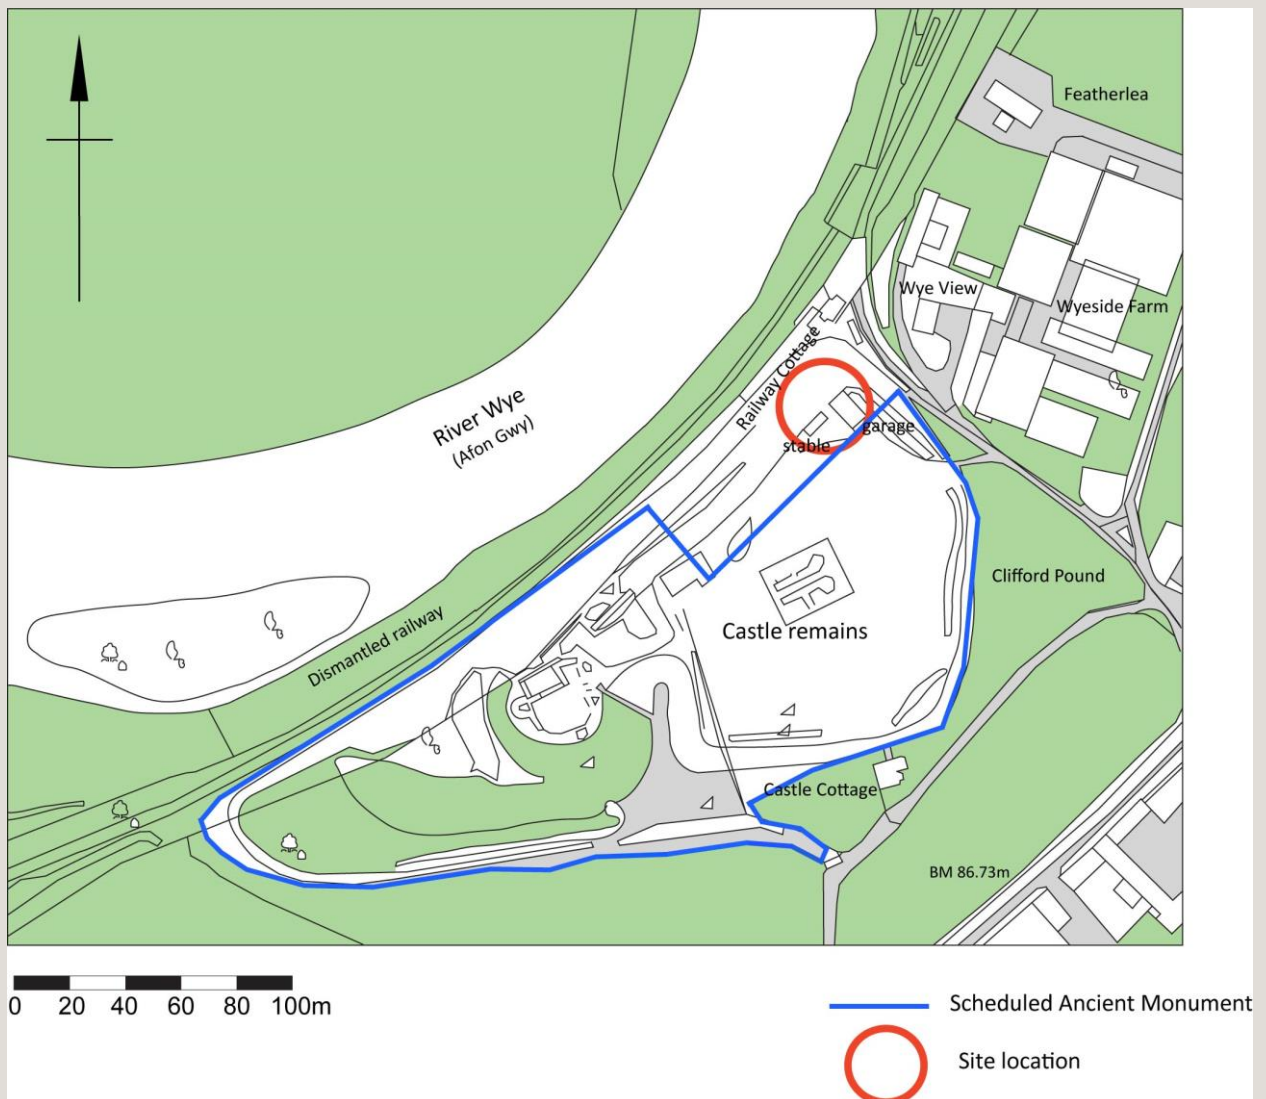 Featherlea
Wye View
Wyeside Farm
Railway Cottage
River Wye
(Afon Gwy)
garage
stable
Clifford Pound
Castle remains
Dismantled railway
Castle Cottage
BM 86.73m
0 20 40 60 80 100m
Scheduled Ancient Monument
Site location